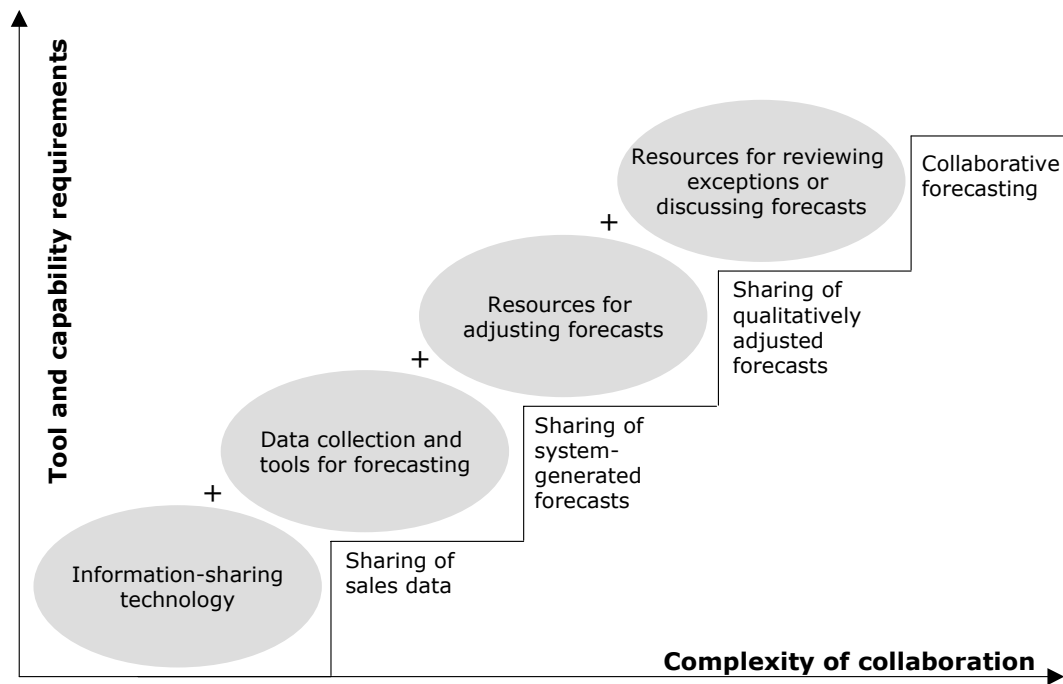 Tool and capability requirements
Resources for reviewing
exceptions or
discussing forecasts
Collaborative
forecasting
+
Resources for
adjusting forecasts
Sharing of
qualitatively
adjusted
forecasts
+
Data collection and
tools for forecasting
Sharing of
system-
generated
forecasts
+
Information-sharing
technology
Sharing of
sales data
Complexity of collaboration